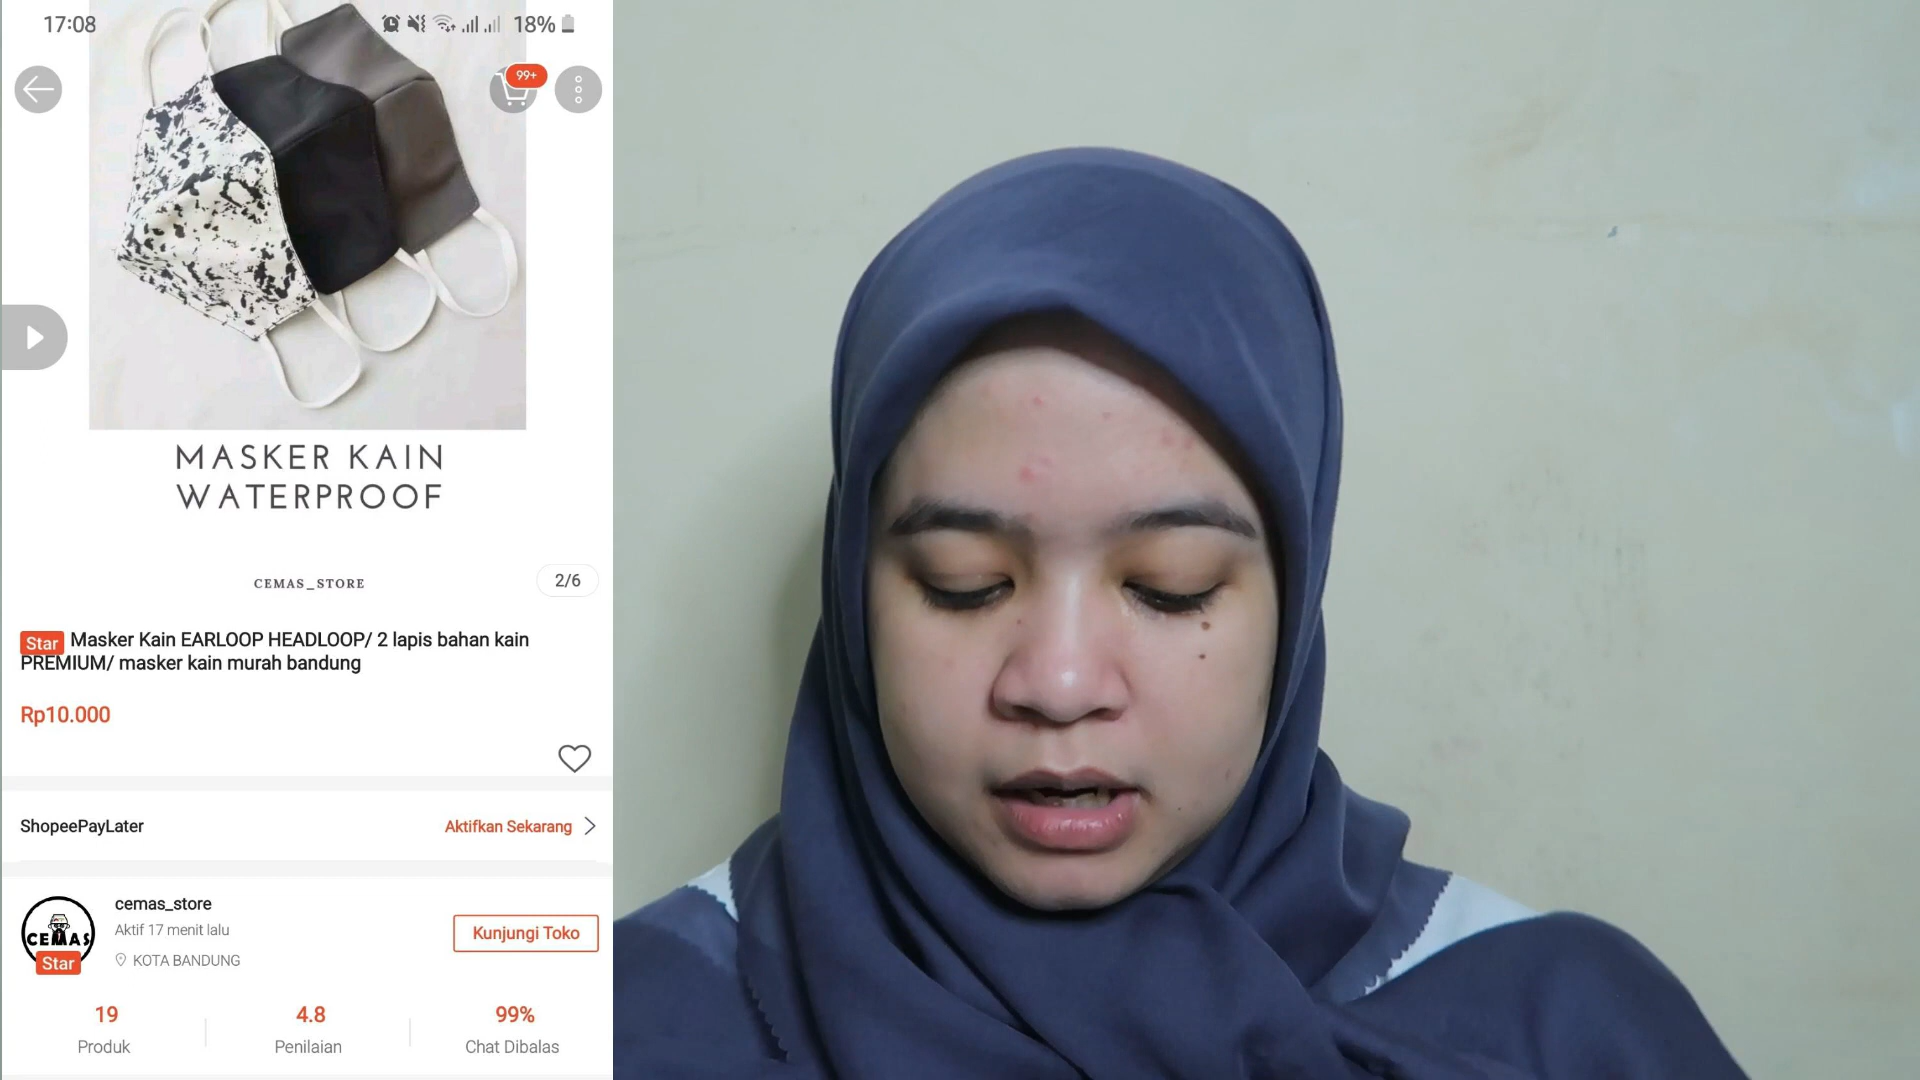 17:08
18%
99+
MASKER KAIN
WATERPROOF
CEMAS_STORE
2/6
Star Masker Kain EARLOOP HEADLOOP/ 2 lapis bahan kain
PREMIUM/ masker kain murah bandung
Rp10.000
ShopeePayLater
Aktifkan Sekarang
cemas_store
Aktif 17 menit lalu
KOTA BANDUNG
CEMAS
Star
Kunjungi Toko
19
Produk
4.8
Penilaian
99%
Chat Dibalas